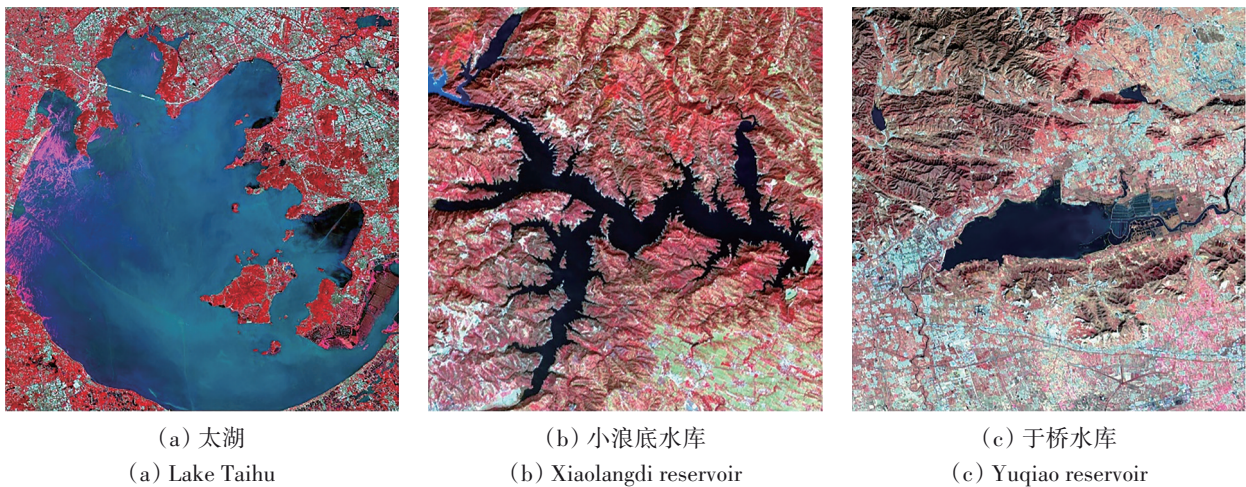 (a) 太湖
(a) Lake Taihu
(b) 小浪底水库
(b) Xiaolangdi reservoir
(c) 于桥水库
(c) Yuqiao reservoir